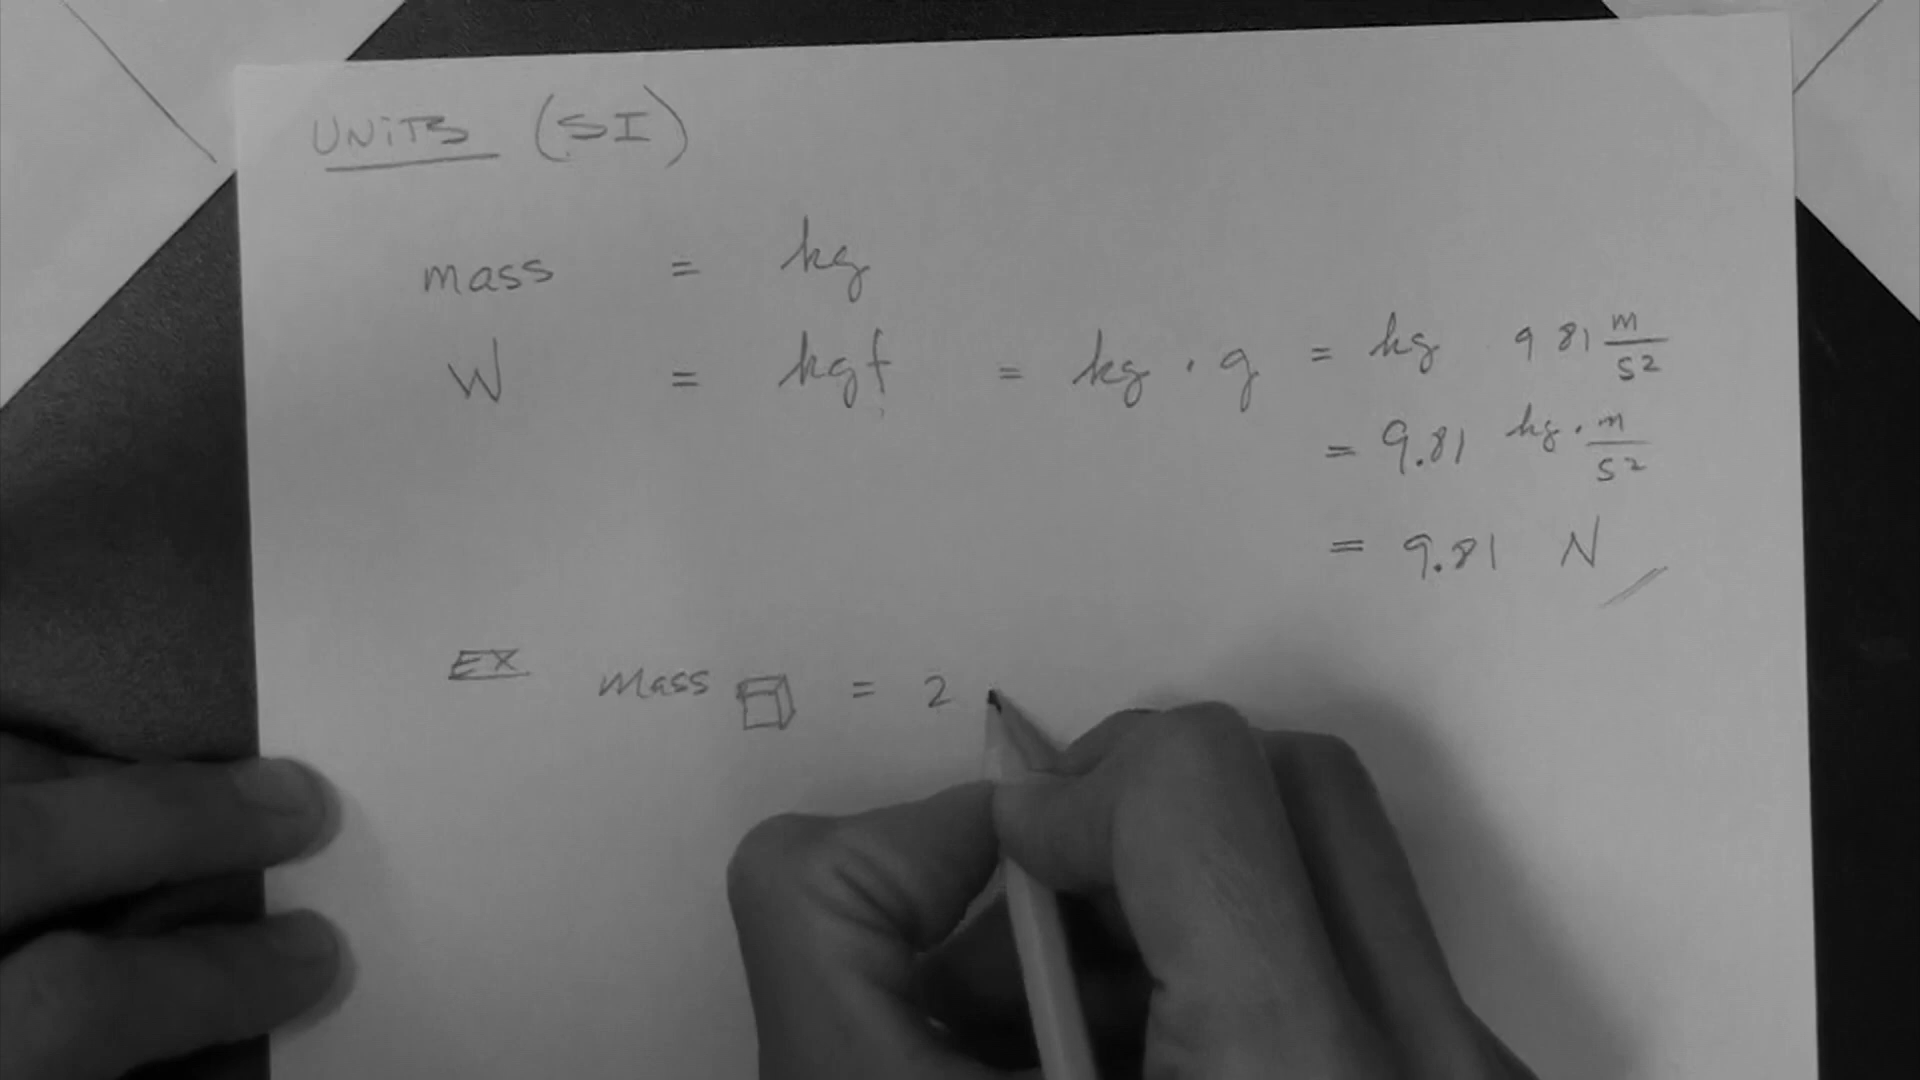 UNITS (SI)
mass = kg
W = kgf = kg · g = kg 9 81 m/s²
= 9.81 kg · m/s²
= 9.81 N
EX mass = 2